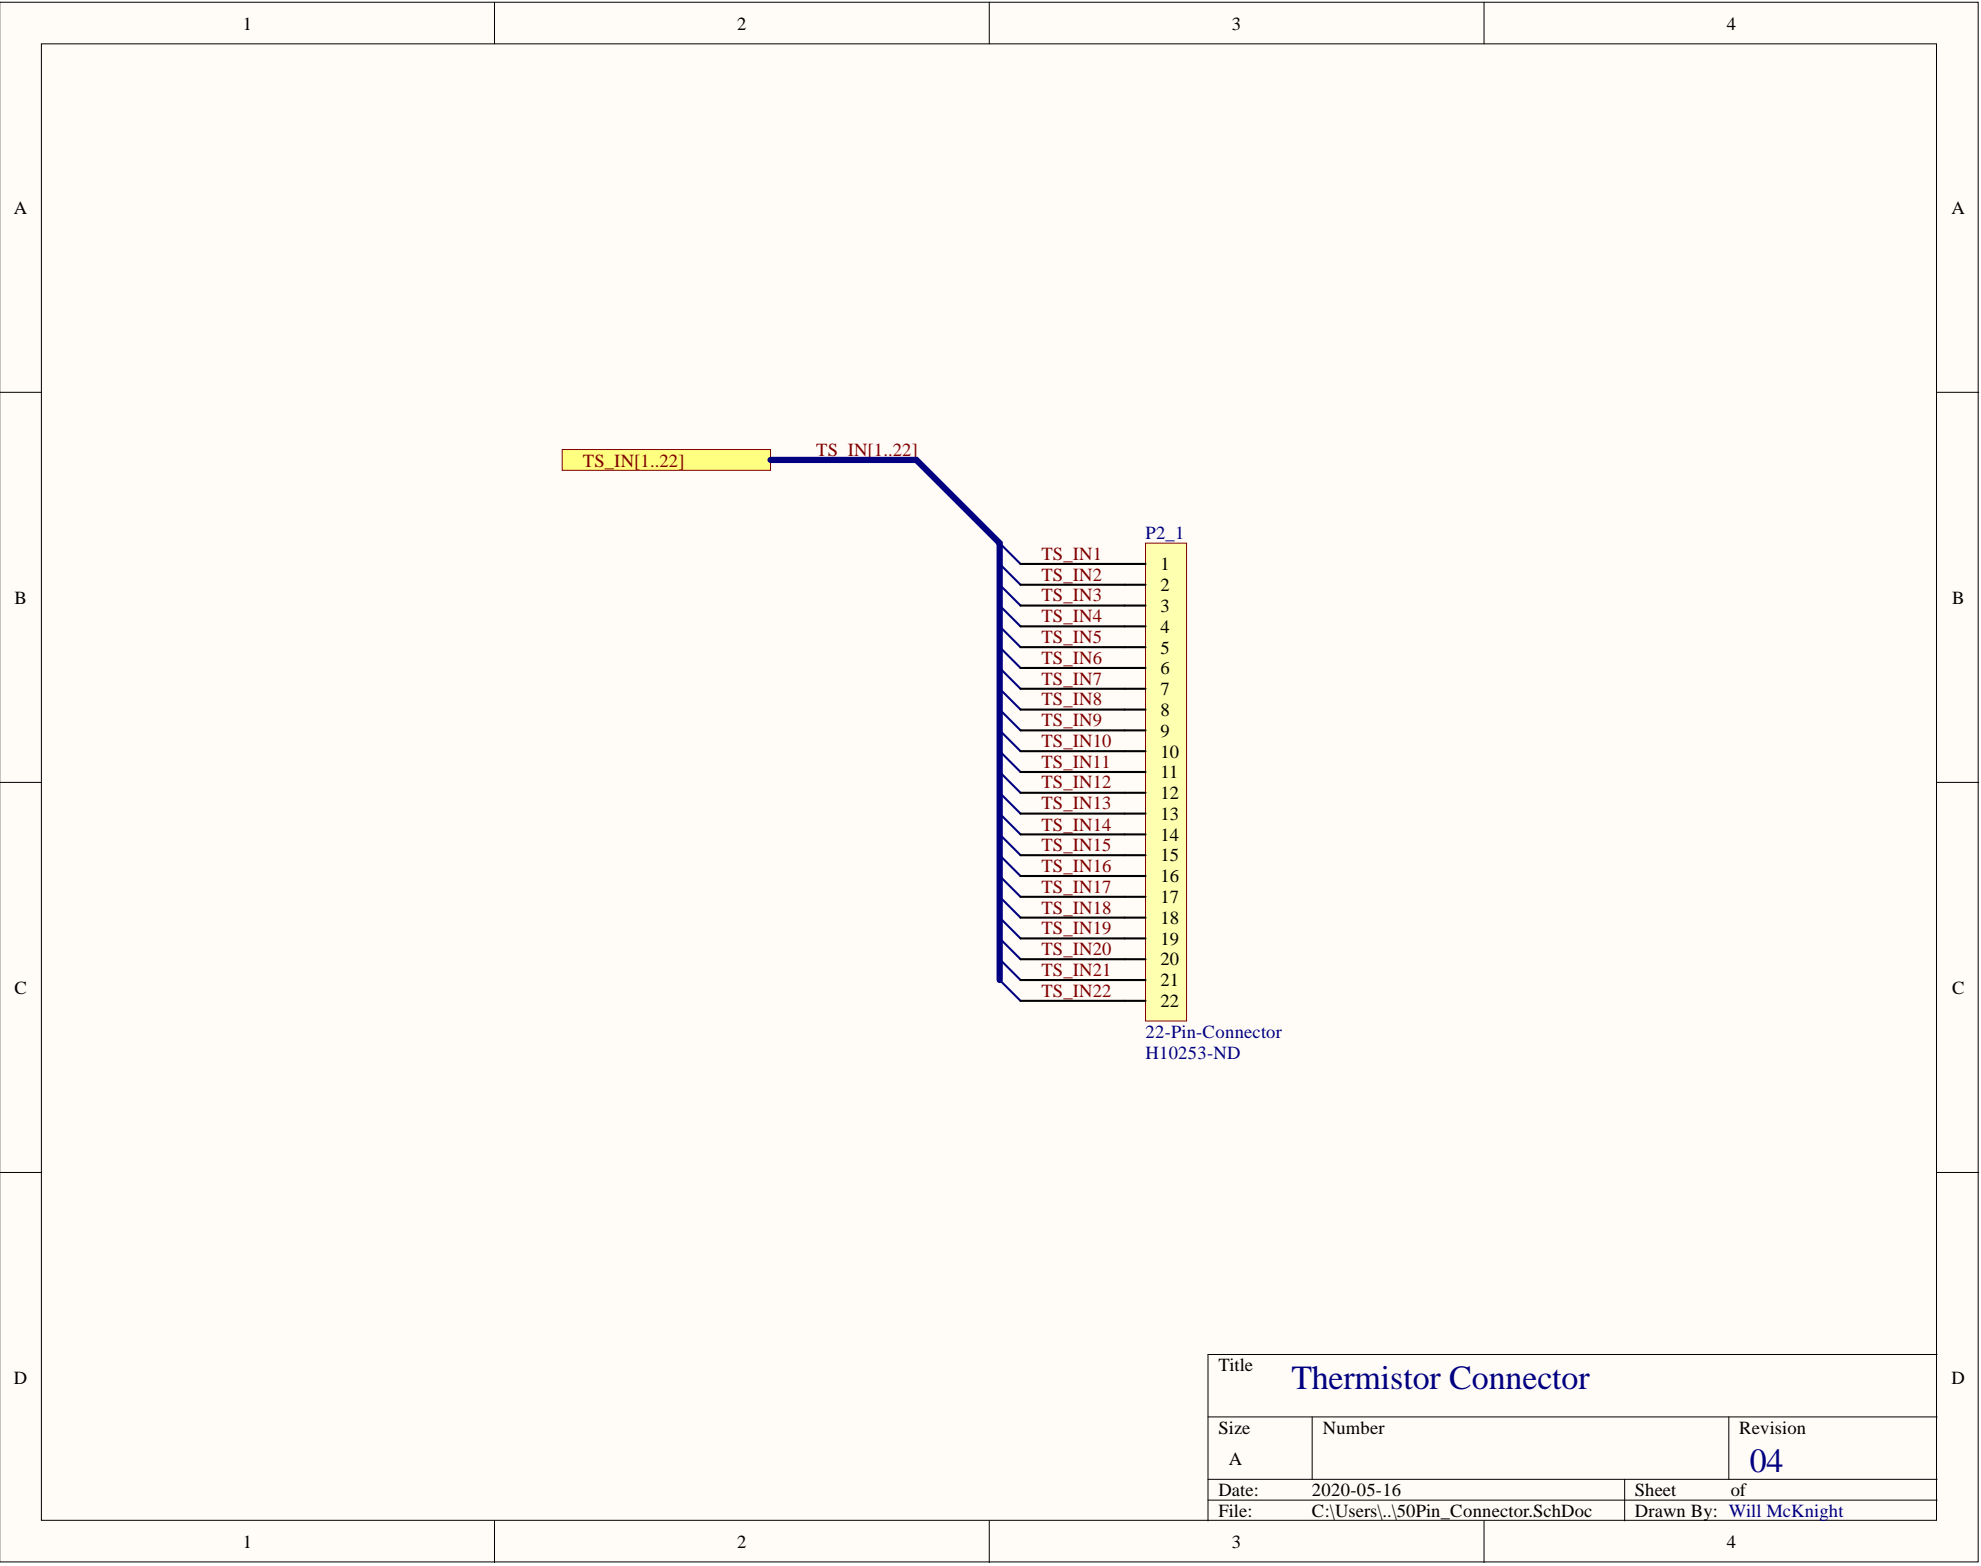 1 2 3 4
A A
TS_IN[1..22] TS_IN[1..22]
P2_1
TS_IN1 1
TS_IN2 2
B B
TS_IN3 3
TS_IN4 4
TS_IN5 5
TS_IN6 6
TS_IN7 7
TS_IN8 8
TS_IN9 9
TS_IN10 10
TS_IN11 11
TS_IN12 12
TS_IN13 13
TS_IN14 14
TS_IN15 15
TS_IN16 16
TS_IN17 17
TS_IN18 18
TS_IN19 19
TS_IN20 20
TS_IN21 21
C C
TS_IN22 22
22-Pin-Connector
H10253-ND
D D
Title Thermistor Connector
Size Number Revision
A 04
Date: 2020-05-16 Sheet of
File: C:\Users\..\50Pin_Connector.SchDoc Drawn By: Will McKnight
1 2 3 4